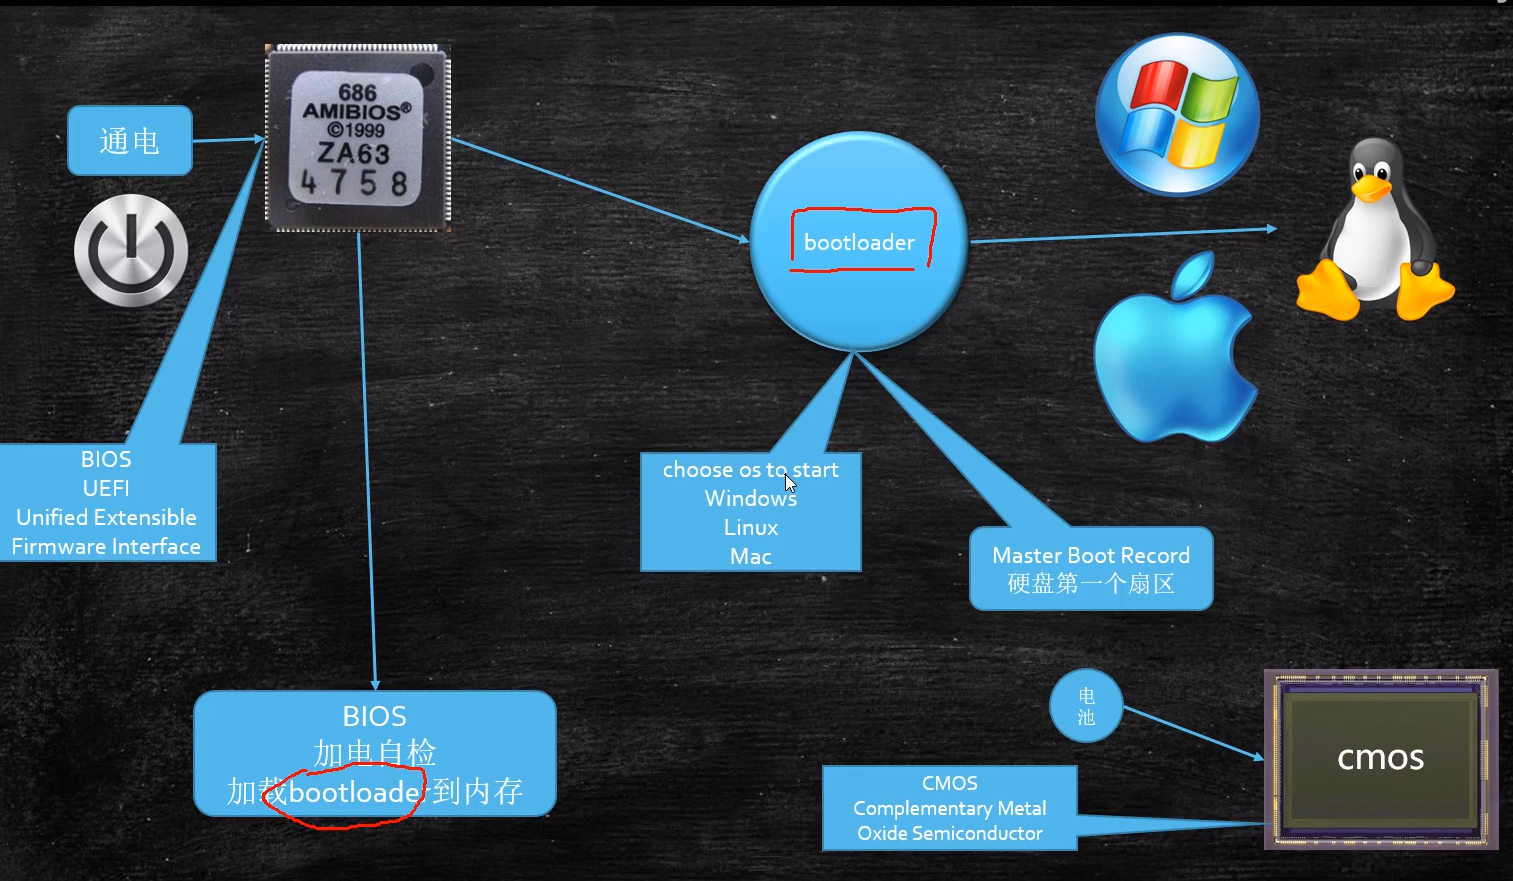 通电
686
AMIBIOS®
©1999
ZA63
4758
bootloader
BIOS
UEFI
Unified Extensible
Firmware Interface
choose os to start
Windows
Linux
Mac
Master Boot Record
硬盘第一个扇区
BIOS
加电自检
加载bootloader到内存
电
池
cmos
CMOS
Complementary Metal
Oxide Semiconductor